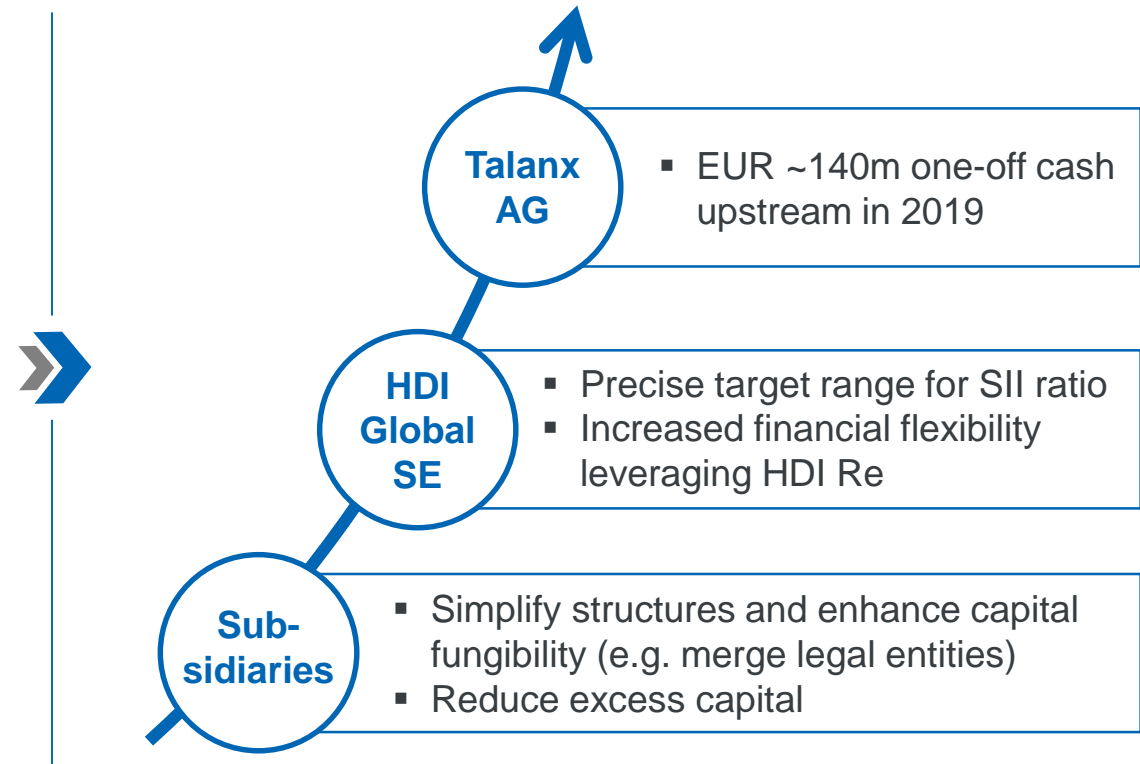 Talanx
AG
▪ EUR ~140m one-off cash
upstream in 2019
HDI
Global
SE
▪ Precise target range for SII ratio
▪ Increased financial flexibility
leveraging HDI Re
Sub-
sidiaries
▪ Simplify structures and enhance capital
fungibility (e.g. merge legal entities)
▪ Reduce excess capital